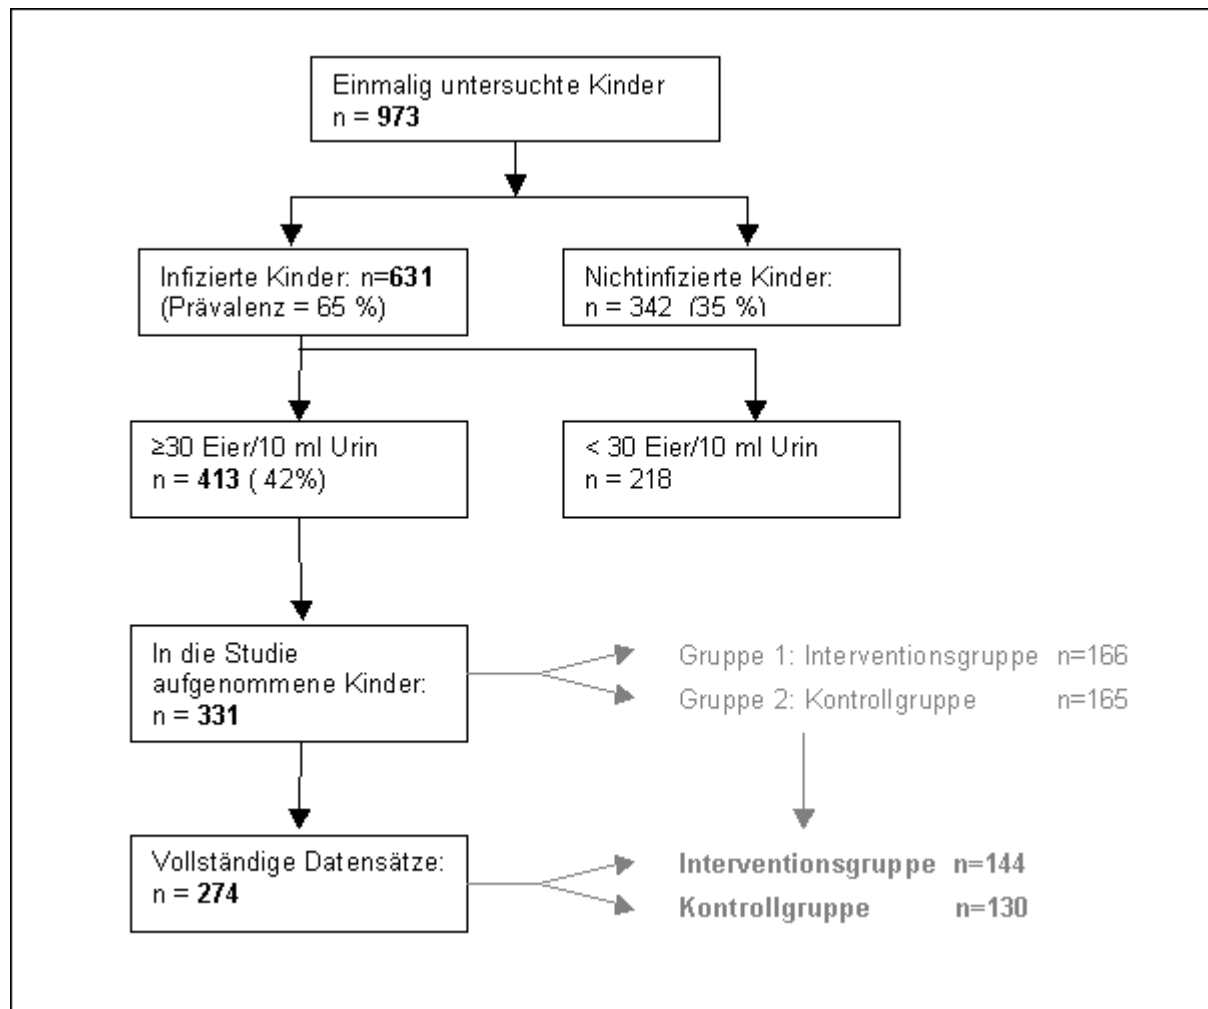 Einmalig untersuchte Kinder
n = 973
Infizierte Kinder: n=631
(Prävalenz = 65 %)
Nichtinfizierte Kinder:
n = 342 (35 %)
≥30 Eier/10 ml Urin
n = 413 ( 42%)
< 30 Eier/10 ml Urin
n = 218
In die Studie
aufgenommene Kinder:
n = 331
Gruppe 1: Interventionsgruppe n=166
Gruppe 2: Kontrollgruppe n=165
Vollständige Datensätze:
n = 274
Interventionsgruppe n=144
Kontrollgruppe n=130